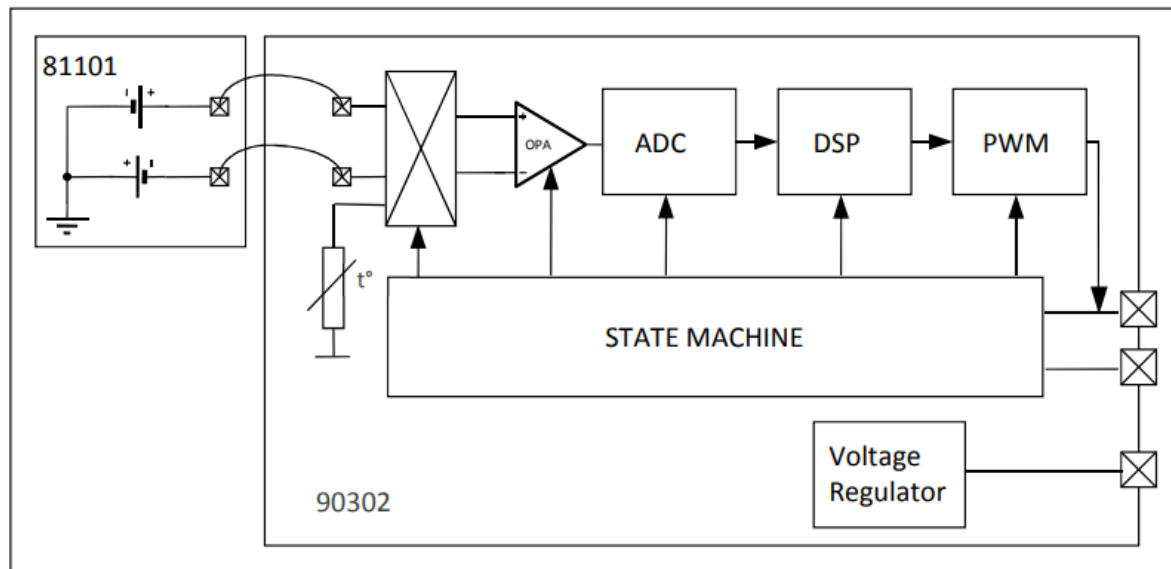 81101
+
+
OPA
+
−
ADC
DSP
PWM
t°
STATE MACHINE
Voltage
Regulator
90302